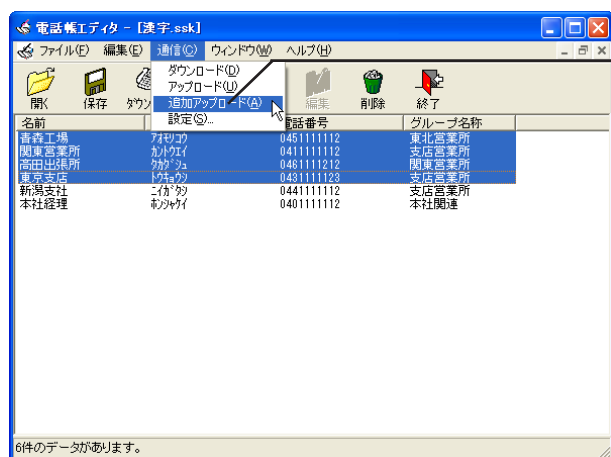 電話帳エディタ - [漢字.ssk]
ファイル(F) 編集(E) 通信(C) ウィンドウ(W) ヘルプ(H)
ダウンロード(D)
アップロード(U)
追加アップロード(A)
設定(S)...
開く 保存 ダウン 編集 削除 終了
名前 電話番号 グループ名称
青森工場 ｱｵﾓﾘｺｳ 0451111112 東北営業所
関東営業所 ｶﾝﾄｳｴｲ 0411111112 支店営業所
高田出張所 ﾀｶﾀﾞｼｭ 0461111212 関東営業所
東京支店 ﾄｳｷｮｳｼ 0431111123 支店営業所
新潟支社 ﾆｲｶﾞﾀｼ 0441111112 支店営業所
本社経理 ﾎﾝｼｬｹｲ 0401111112 本社関連
6件のデータがあります。